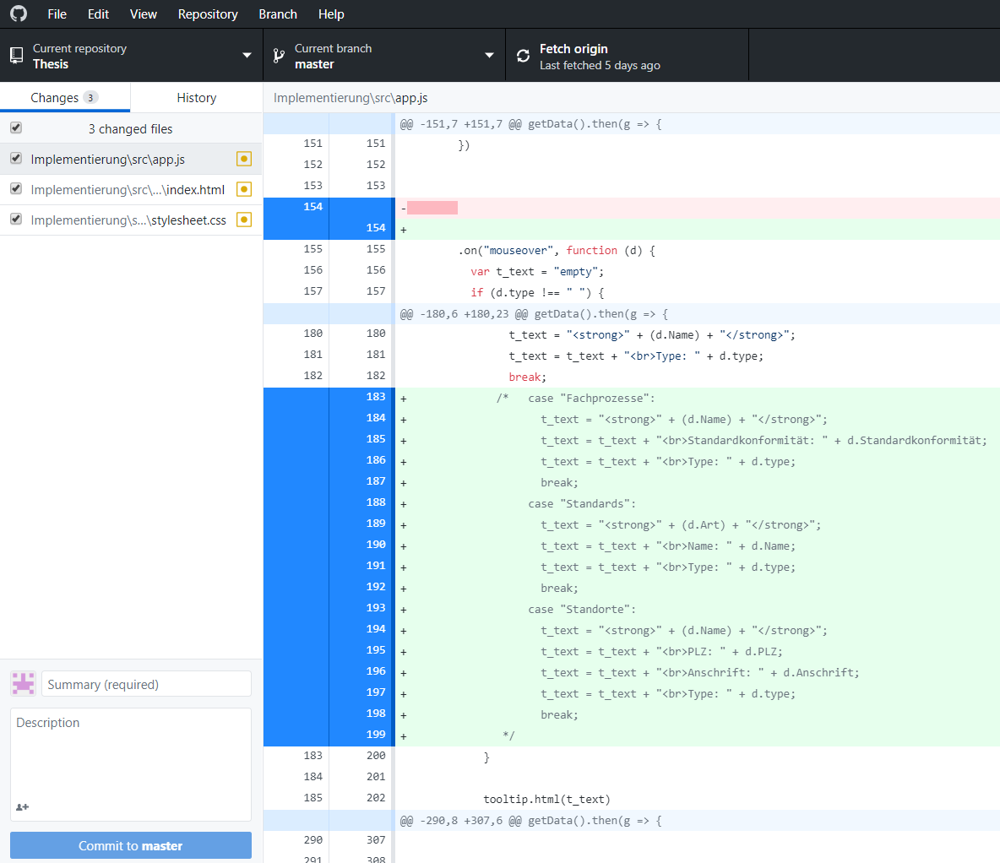 File Edit View Repository Branch Help
Current repository
Thesis
Current branch
master
Fetch origin
Last fetched 5 days ago
Changes 3
History
3 changed files
Implementierung\src\app.js
Implementierung\src\...\index.html
Implementierung\s...\stylesheet.css
Summary (required)
Description
Commit to master
Implementierung\src\app.js
@@ -151,7 +151,7 @@ getData().then(g => {
151 151 })
152 152
153 153
154 -
154 +
155 155 .on("mouseover", function (d) {
156 156 var t_text = "empty";
157 157 if (d.type !== " ") {
@@ -180,6 +180,23 @@ getData().then(g => {
180 180 t_text = "<strong>" + (d.Name) + "</strong>";
181 181 t_text = t_text + "<br>Type: " + d.type;
182 182 break;
183 + /* case "Fachprozesse":
184 + t_text = "<strong>" + (d.Name) + "</strong>";
185 + t_text = t_text + "<br>Standardkonformität: " + d.Standardkonformität;
186 + t_text = t_text + "<br>Type: " + d.type;
187 + break;
188 + case "Standards":
189 + t_text = "<strong>" + (d.Art) + "</strong>";
190 + t_text = t_text + "<br>Name: " + d.Name;
191 + t_text = t_text + "<br>Type: " + d.type;
192 + break;
193 + case "Standorte":
194 + t_text = "<strong>" + (d.Name) + "</strong>";
195 + t_text = t_text + "<br>PLZ: " + d.PLZ;
196 + t_text = t_text + "<br>Anschrift: " + d.Anschrift;
197 + t_text = t_text + "<br>Type: " + d.type;
198 + break;
199 + */
183 200 }
184 201
185 202 tooltip.html(t_text)
@@ -290,8 +307,6 @@ getData().then(g => {
290 307
291 308